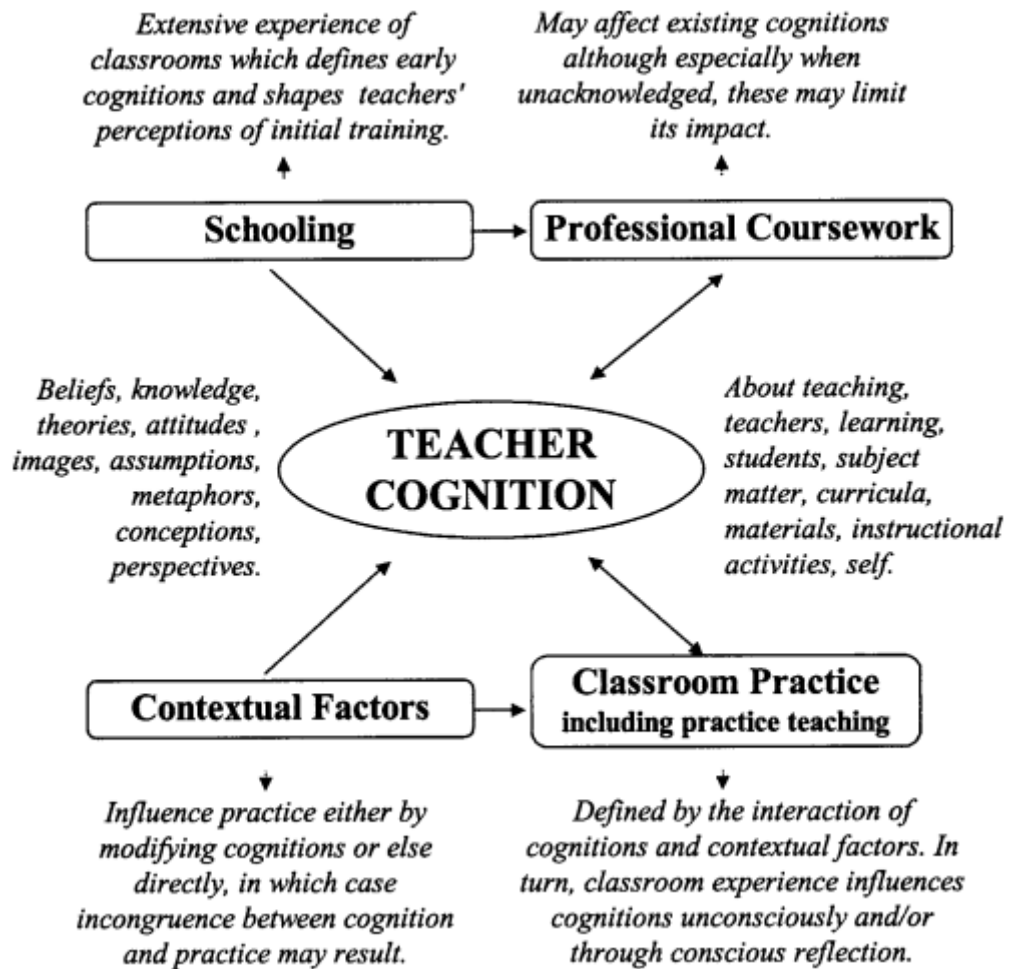 Extensive experience of
classrooms which defines early
cognitions and shapes teachers'
perceptions of initial training.
May affect existing cognitions
although especially when
unacknowledged, these may limit
its impact.
Schooling
Professional Coursework
Beliefs, knowledge,
theories, attitudes ,
images, assumptions,
metaphors,
conceptions,
perspectives.
TEACHER
COGNITION
About teaching,
teachers, learning,
students, subject
matter, curricula,
materials, instructional
activities, self.
Contextual Factors
Classroom Practice
including practice teaching
Influence practice either by
modifying cognitions or else
directly, in which case
incongruence between cognition
and practice may result.
Defined by the interaction of
cognitions and contextual factors. In
turn, classroom experience influences
cognitions unconsciously and/or
through conscious reflection.